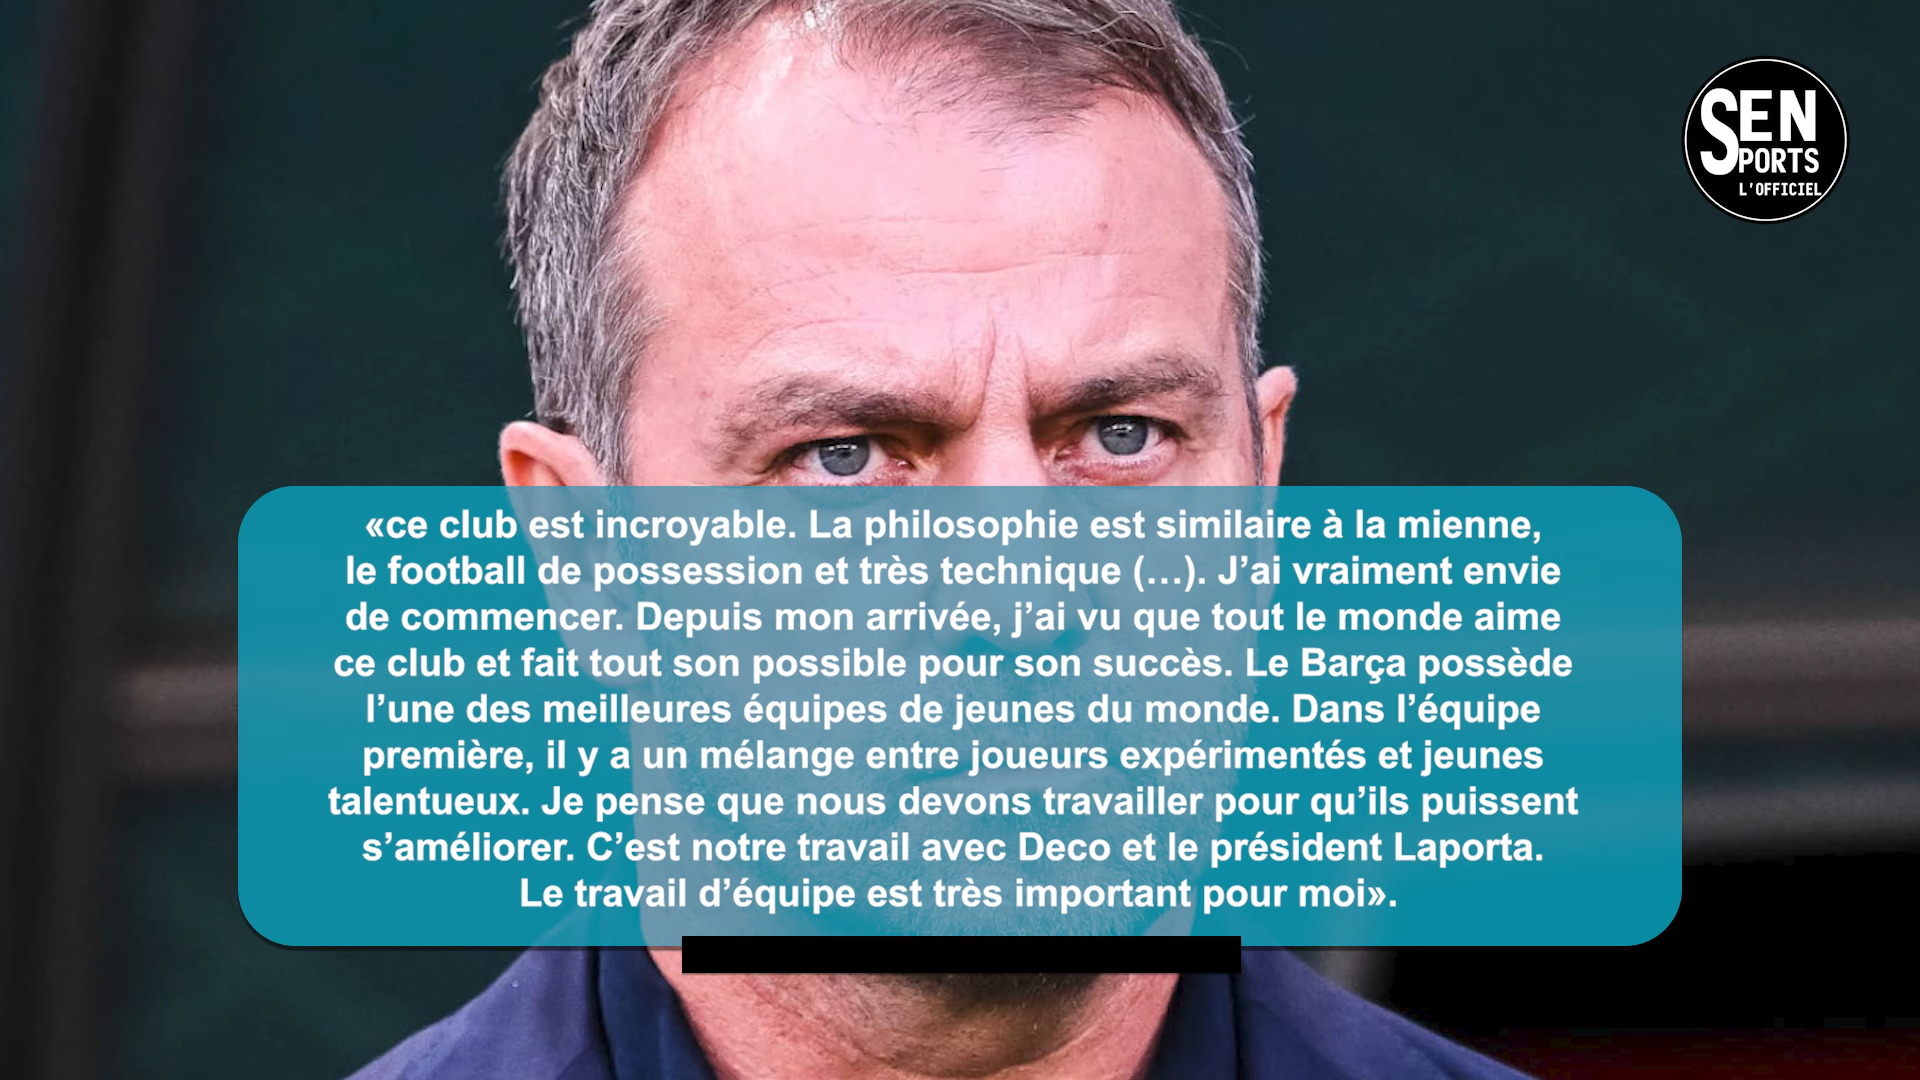 SEN
SPORTS
L'OFFICIEL
«ce club est incroyable. La philosophie est similaire à la mienne,
le football de possession et très technique (…). J’ai vraiment envie
de commencer. Depuis mon arrivée, j’ai vu que tout le monde aime
ce club et fait tout son possible pour son succès. Le Barça possède
l’une des meilleures équipes de jeunes du monde. Dans l’équipe
première, il y a un mélange entre joueurs expérimentés et jeunes
talentueux. Je pense que nous devons travailler pour qu’ils puissent
s’améliorer. C’est notre travail avec Deco et le président Laporta.
Le travail d’équipe est très important pour moi».